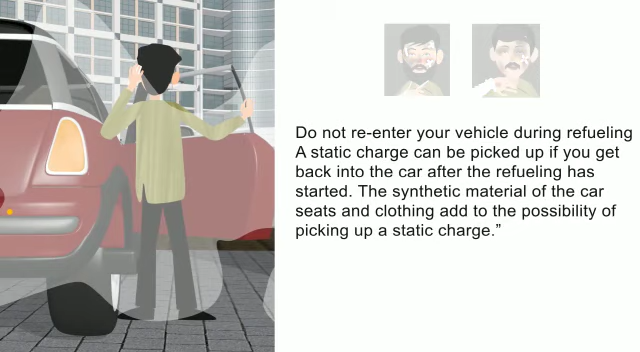 Do not re-enter your vehicle during refueling
A static charge can be picked up if you get
back into the car after the refueling has
started. The synthetic material of the car
seats and clothing add to the possibility of
picking up a static charge.”